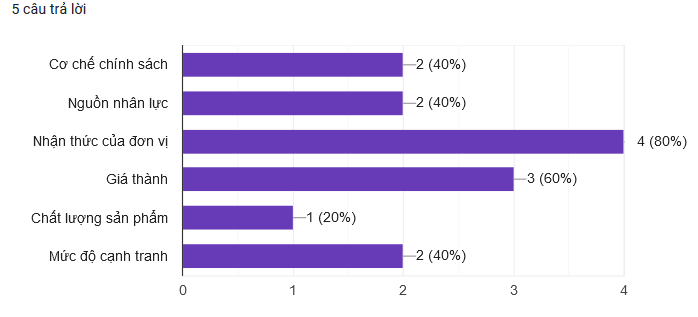 5 câu trả lời
Cơ chế chính sách 2 (40%)
Nguồn nhân lực 2 (40%)
Nhận thức của đơn vị 4 (80%)
Giá thành 3 (60%)
Chất lượng sản phẩm 1 (20%)
Mức độ cạnh tranh 2 (40%)
0 1 2 3 4